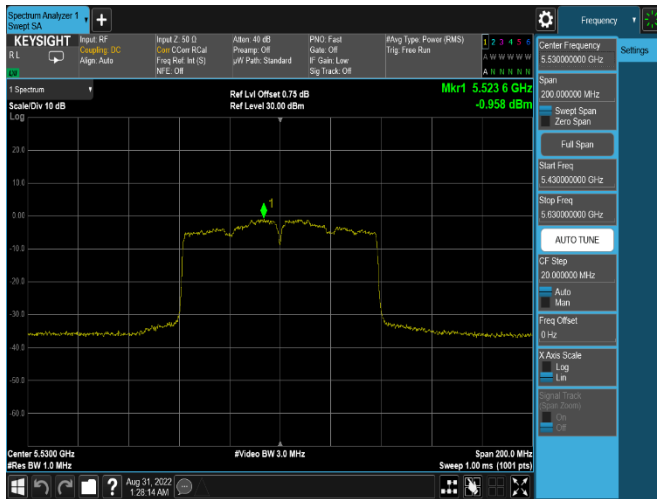 Spectrum Analyzer 1
Swept SA
+
Frequency
KEYSIGHT
R L
LXI
Input: RF
Coupling: DC
Align: Auto
Input Z: 50 Ω
Corr CCorr RCal
Freq Ref: Int (S)
NFE: Off
Atten: 40 dB
Preamp: Off
µW Path: Standard
PNO: Fast
Gate: Off
IF Gain: Low
Sig Track: Off
#Avg Type: Power (RMS)
Trig: Free Run
1 2 3 4 5 6
A W W W W W
A N N N N N
1 Spectrum
Scale/Div 10 dB
Log
Ref Lvl Offset 0.75 dB
Ref Level 30.00 dBm
Mkr1 5.523 6 GHz
-0.958 dBm
20.0
10.0
0.00
-10.0
-20.0
-30.0
-40.0
-50.0
-60.0
1
Center 5.5300 GHz
#Res BW 1.0 MHz
#Video BW 3.0 MHz
Span 200.0 MHz
Sweep 1.00 ms (1001 pts)
Aug 31, 2022
1:28:14 AM
Center Frequency
5.530000000 GHz
Settings
Span
200.000000 MHz
Swept Span
Zero Span
Full Span
Start Freq
5.430000000 GHz
Stop Freq
5.630000000 GHz
AUTO TUNE
CF Step
20.000000 MHz
Auto
Man
Freq Offset
0 Hz
X Axis Scale
Log
Lin
Signal Track
(Span Zoom)
On
Off